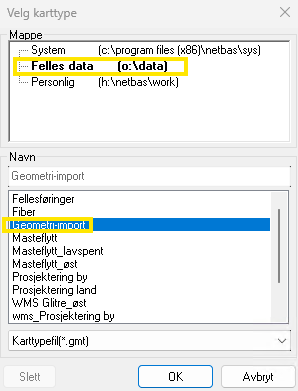 Velg karttype
Mappe
System (c:\program files (x86)\netbas\sys)
Felles data (o:\data)
Personlig (h:\netbas\work)
Navn
Geometri-import
Fellesføringer
Fiber
Geometri-import
Masteflytt
Masteflytt_lavspent
Masteflytt_øst
Prosjektering by
Prosjektering land
WMS Glitre_øst
wms_Prosjektering by
Karttypefil(*.gmt)
Slett OK Avbryt